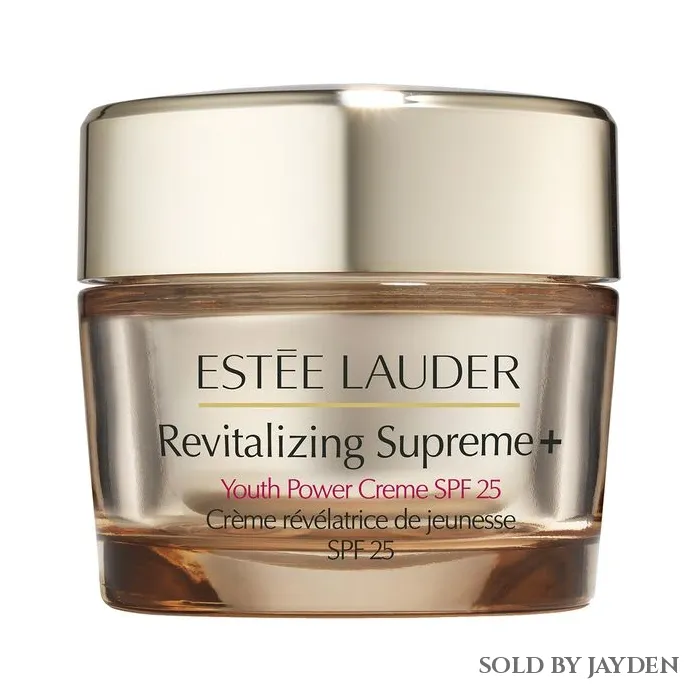 ESTĒE LAUDER
Revitalizing Supreme+
Youth Power Creme SPF 25
Crème révélatrice de jeunesse
SPF 25
SOLD BY JAYDEN